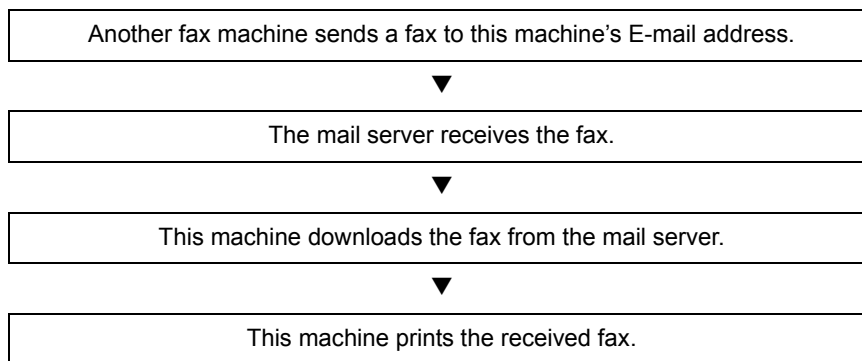 Another fax machine sends a fax to this machine’s E-mail address.
The mail server receives the fax.
This machine downloads the fax from the mail server.
This machine prints the received fax.